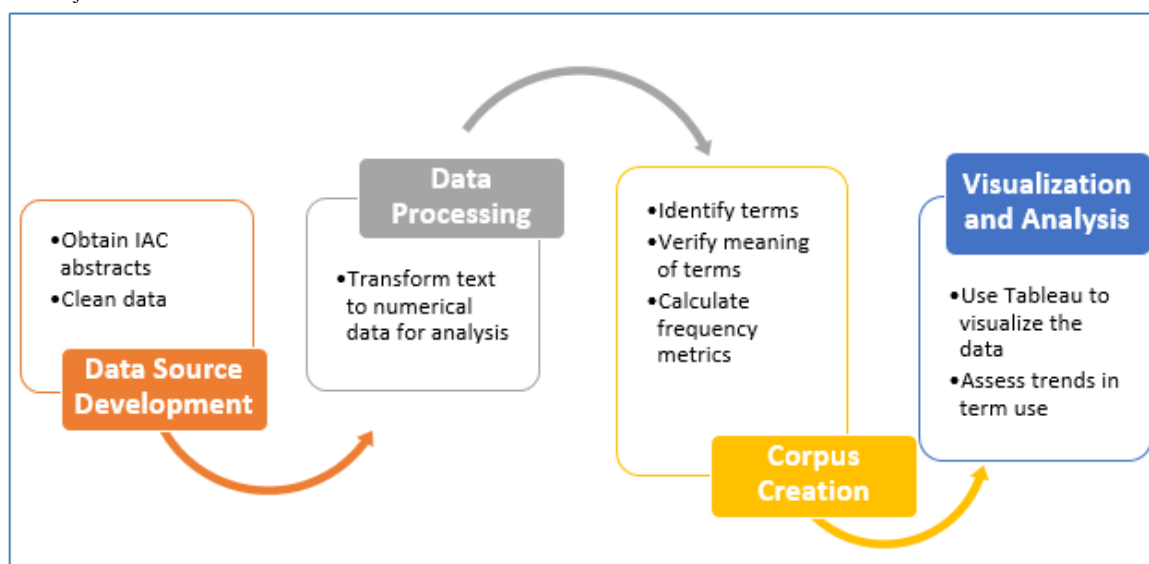 •Obtain IAC
abstracts
•Clean data
Data Source
Development
Data
Processing
•Transform text
to numerical
data for analysis
•Identify terms
•Verify meaning
of terms
•Calculate
frequency
metrics
Corpus
Creation
Visualization
and Analysis
•Use Tableau to
visualize the
data
•Assess trends in
term use